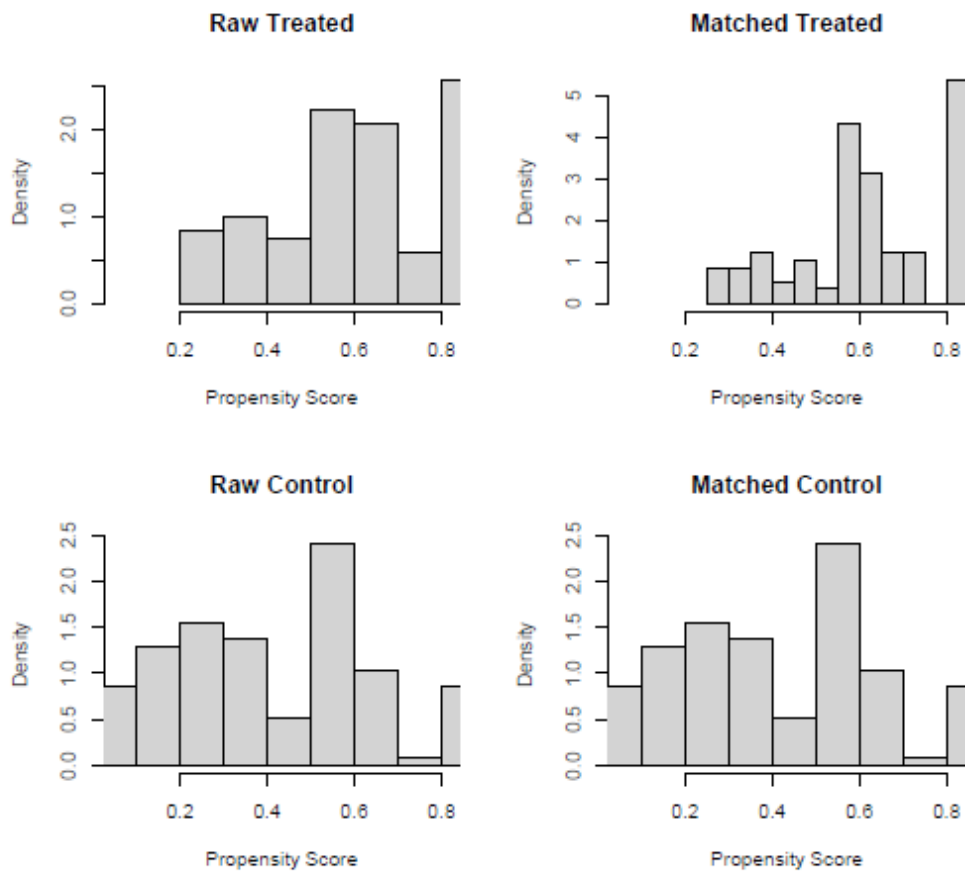 Raw Treated
Density
0.0 1.0 2.0
0.2 0.4 0.6 0.8
Propensity Score
Matched Treated
Density
0 1 2 3 4 5
0.2 0.4 0.6 0.8
Propensity Score
Raw Control
Density
0.0 0.5 1.0 1.5 2.0 2.5
0.2 0.4 0.6 0.8
Propensity Score
Matched Control
Density
0.0 0.5 1.0 1.5 2.0 2.5
0.2 0.4 0.6 0.8
Propensity Score